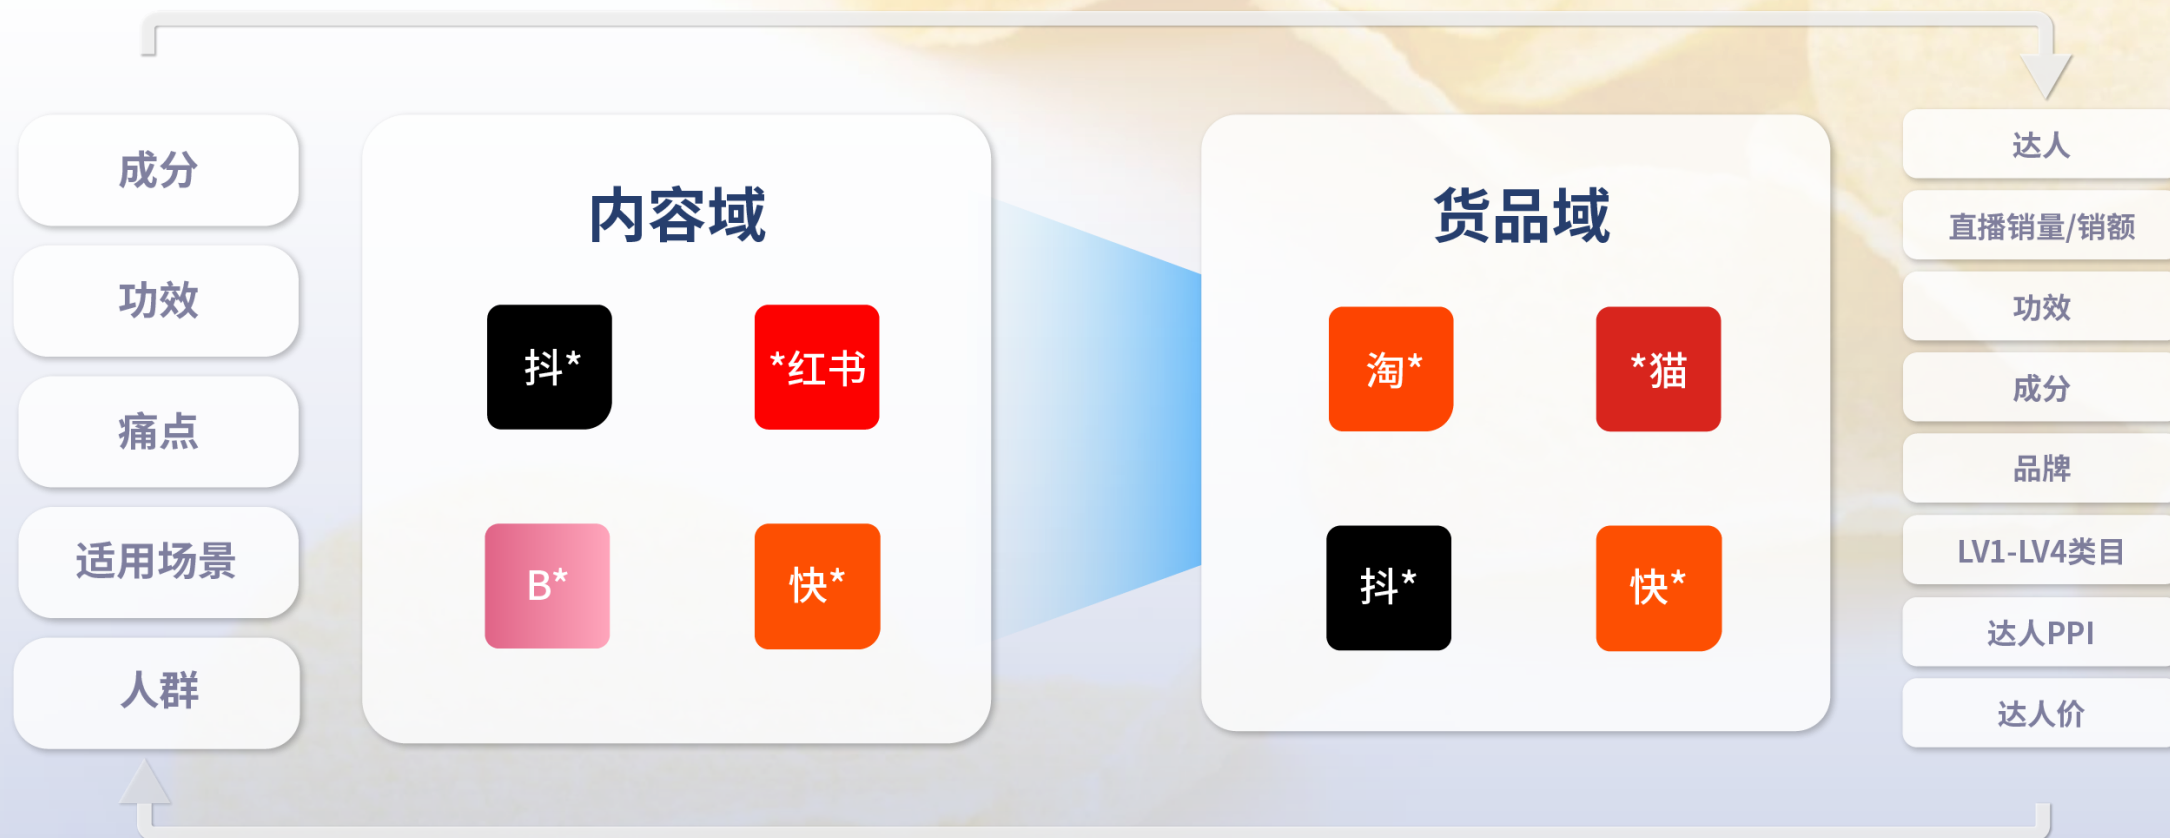 成分
功效
痛点
适用场景
人群
内容域
抖*
*红书
B*
快*
货品域
淘*
*猫
抖*
快*
达人
直播销量/销额
功效
成分
品牌
LV1-LV4类目
达人PPI
达人价